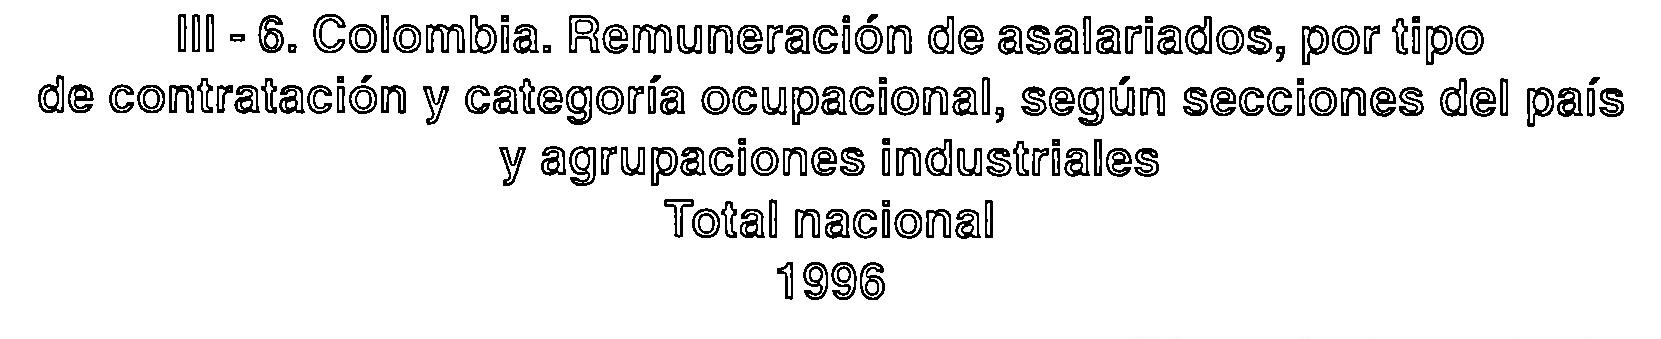 III - 6. Colombia. Remuneración de asalariados, por tipo
de contratación y categoría ocupacional, según secciones del país
y agrupaciones industriales
Total nacional
1996